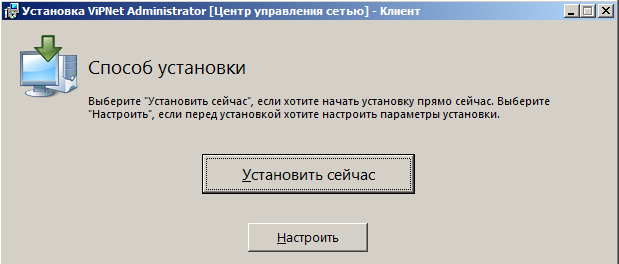 Установка ViPNet Administrator [Центр управления сетью] - Клиент
Способ установки
Выберите "Установить сейчас", если хотите начать установку прямо сейчас. Выберите
"Настроить", если перед установкой хотите настроить параметры установки.
Установить сейчас
Настроить